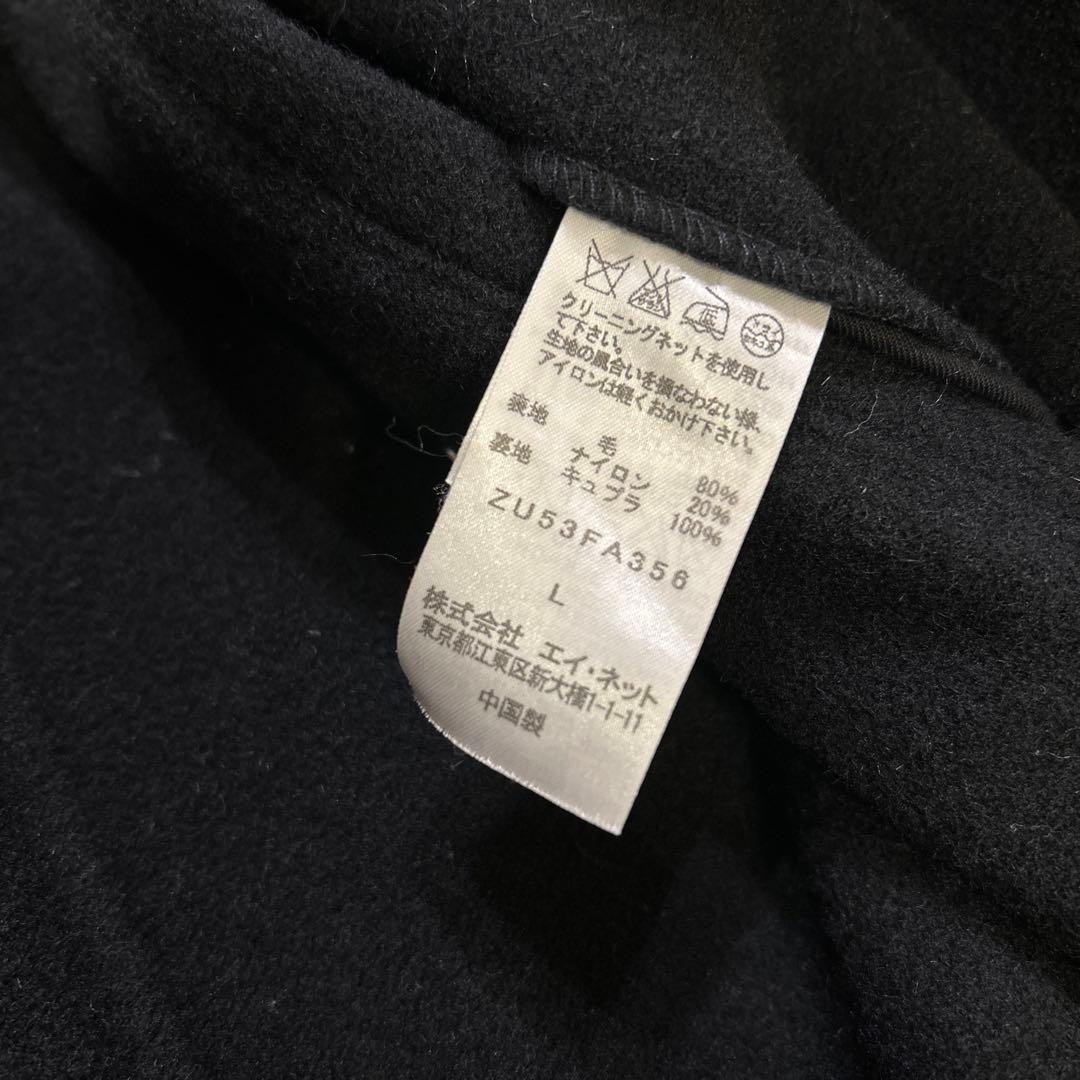 低
クリーニングネットを使用し
て下さい。
生地の風合いを損なわない様、
アイロンは軽くおかけ下さい。
表地 毛 80%
ナイロン 20%
裏地 キュプラ 100%
ZU53FA356
L
株式会社 エイ・ネット
東京都江東区新大橋1-1-11
中国製